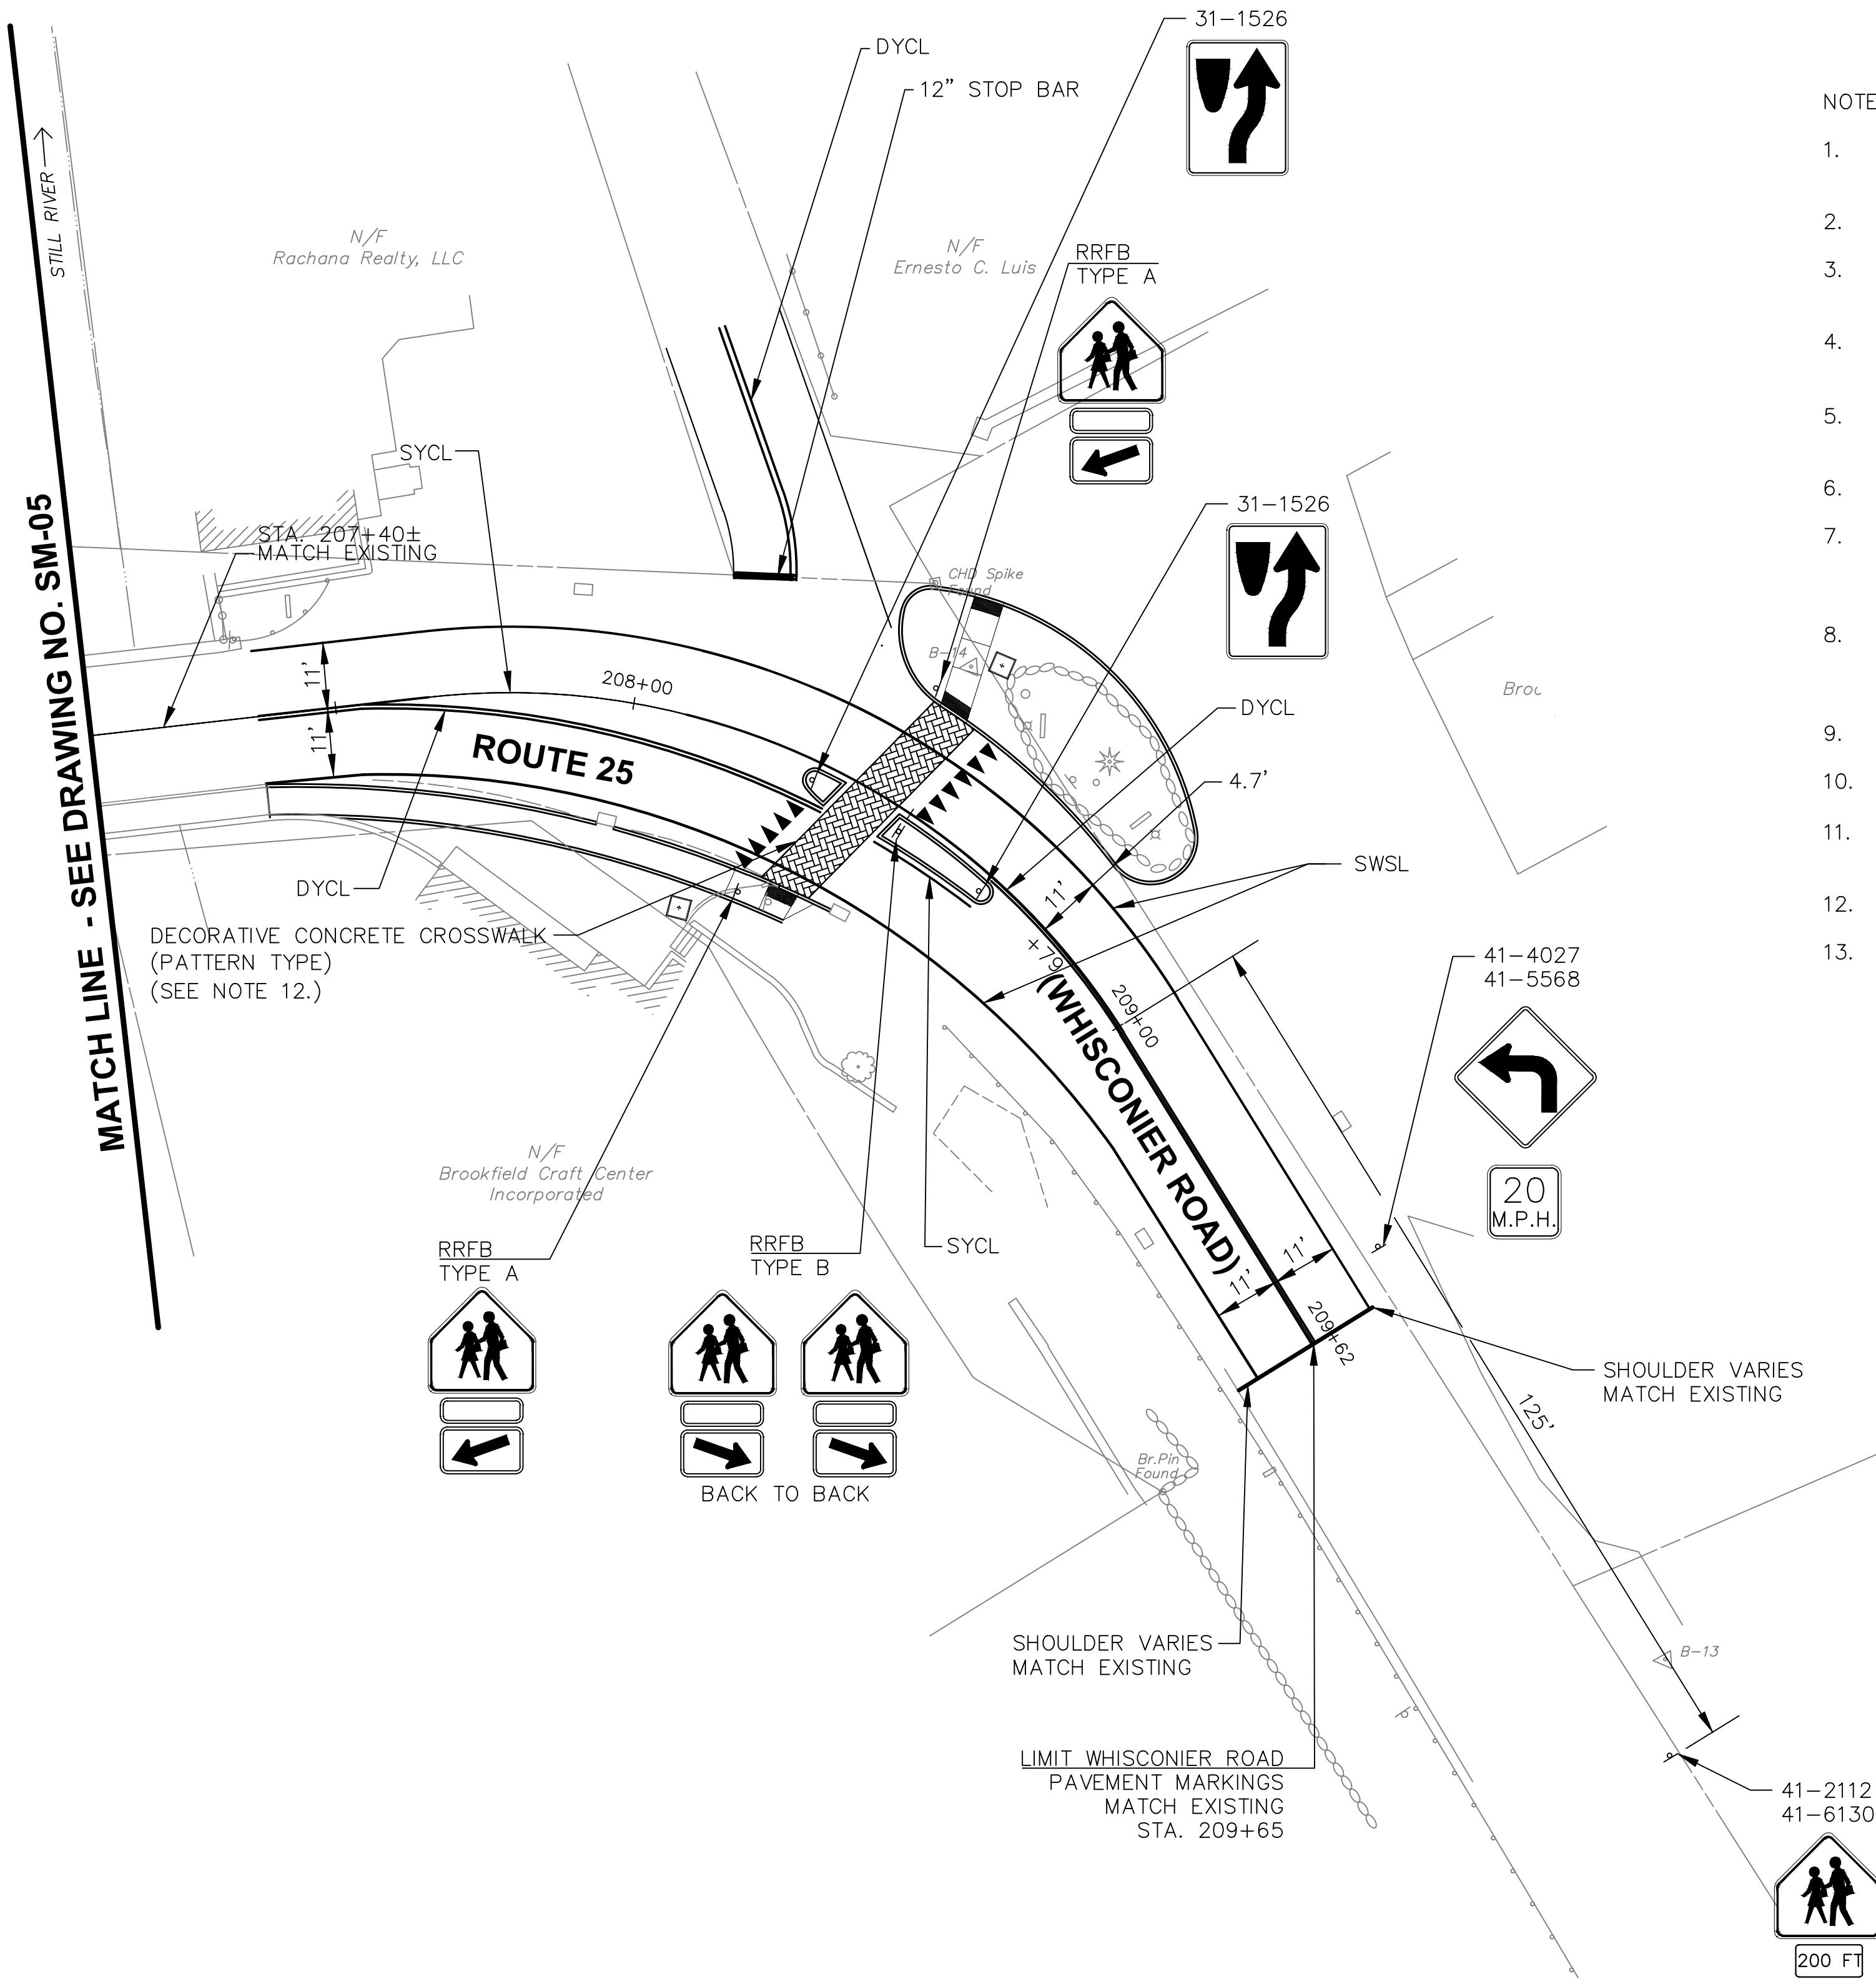 31-1526
DYCL
12” STOP BAR
NOTE
1.
2.
3.
4.
5.
6.
7.
8.
9.
10.
11.
12.
13.
STILL RIVER
N/F
Rachana Realty, LLC
N/F
Ernesto C. Luis
RRFB
TYPE A
SYCL
31-1526
STA. 207+40±
MATCH EXISTING
CHD Spike
Found
B-14
MATCH LINE - SEE DRAWING NO. SM-05
11'
11'
208+00
ROUTE 25
DYCL
4.7'
SWSL
DYCL
11'
DECORATIVE CONCRETE CROSSWALK
(PATTERN TYPE)
(SEE NOTE 12.)
+79
209+00
(WHISCONIER ROAD)
41-4027
41-5568
20
M.P.H.
N/F
Brookfield Craft Center
Incorporated
RRFB
TYPE A
RRFB
TYPE B
SYCL
11'
11'
209+62
BACK TO BACK
SHOULDER VARIES
MATCH EXISTING
125'
Br.Pin
Found
SHOULDER VARIES
MATCH EXISTING
B-13
LIMIT WHISCONIER ROAD
PAVEMENT MARKINGS
MATCH EXISTING
STA. 209+65
41-2112
41-6130
200 FT